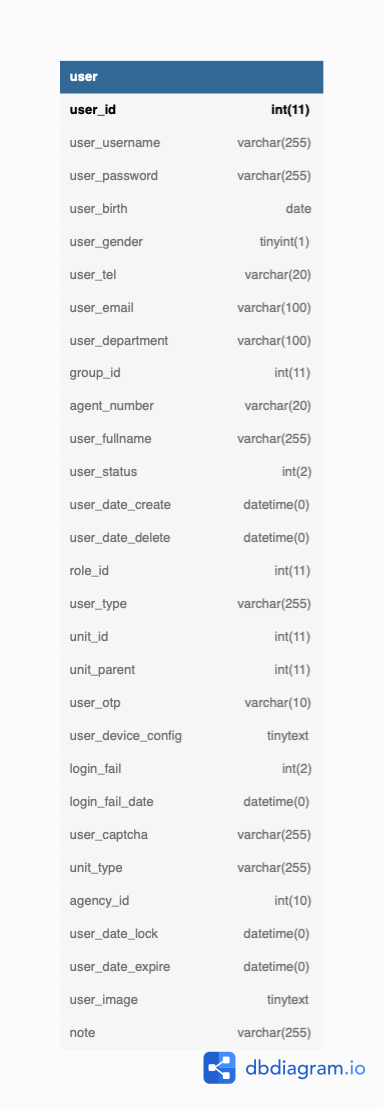 user
user_id int(11)
user_username varchar(255)
user_password varchar(255)
user_birth date
user_gender tinyint(1)
user_tel varchar(20)
user_email varchar(100)
user_department varchar(100)
group_id int(11)
agent_number varchar(20)
user_fullname varchar(255)
user_status int(2)
user_date_create datetime(0)
user_date_delete datetime(0)
role_id int(11)
user_type varchar(255)
unit_id int(11)
unit_parent int(11)
user_otp varchar(10)
user_device_config tinytext
login_fail int(2)
login_fail_date datetime(0)
user_captcha varchar(255)
unit_type varchar(255)
agency_id int(10)
user_date_lock datetime(0)
user_date_expire datetime(0)
user_image tinytext
note varchar(255)
dbdiagram.io